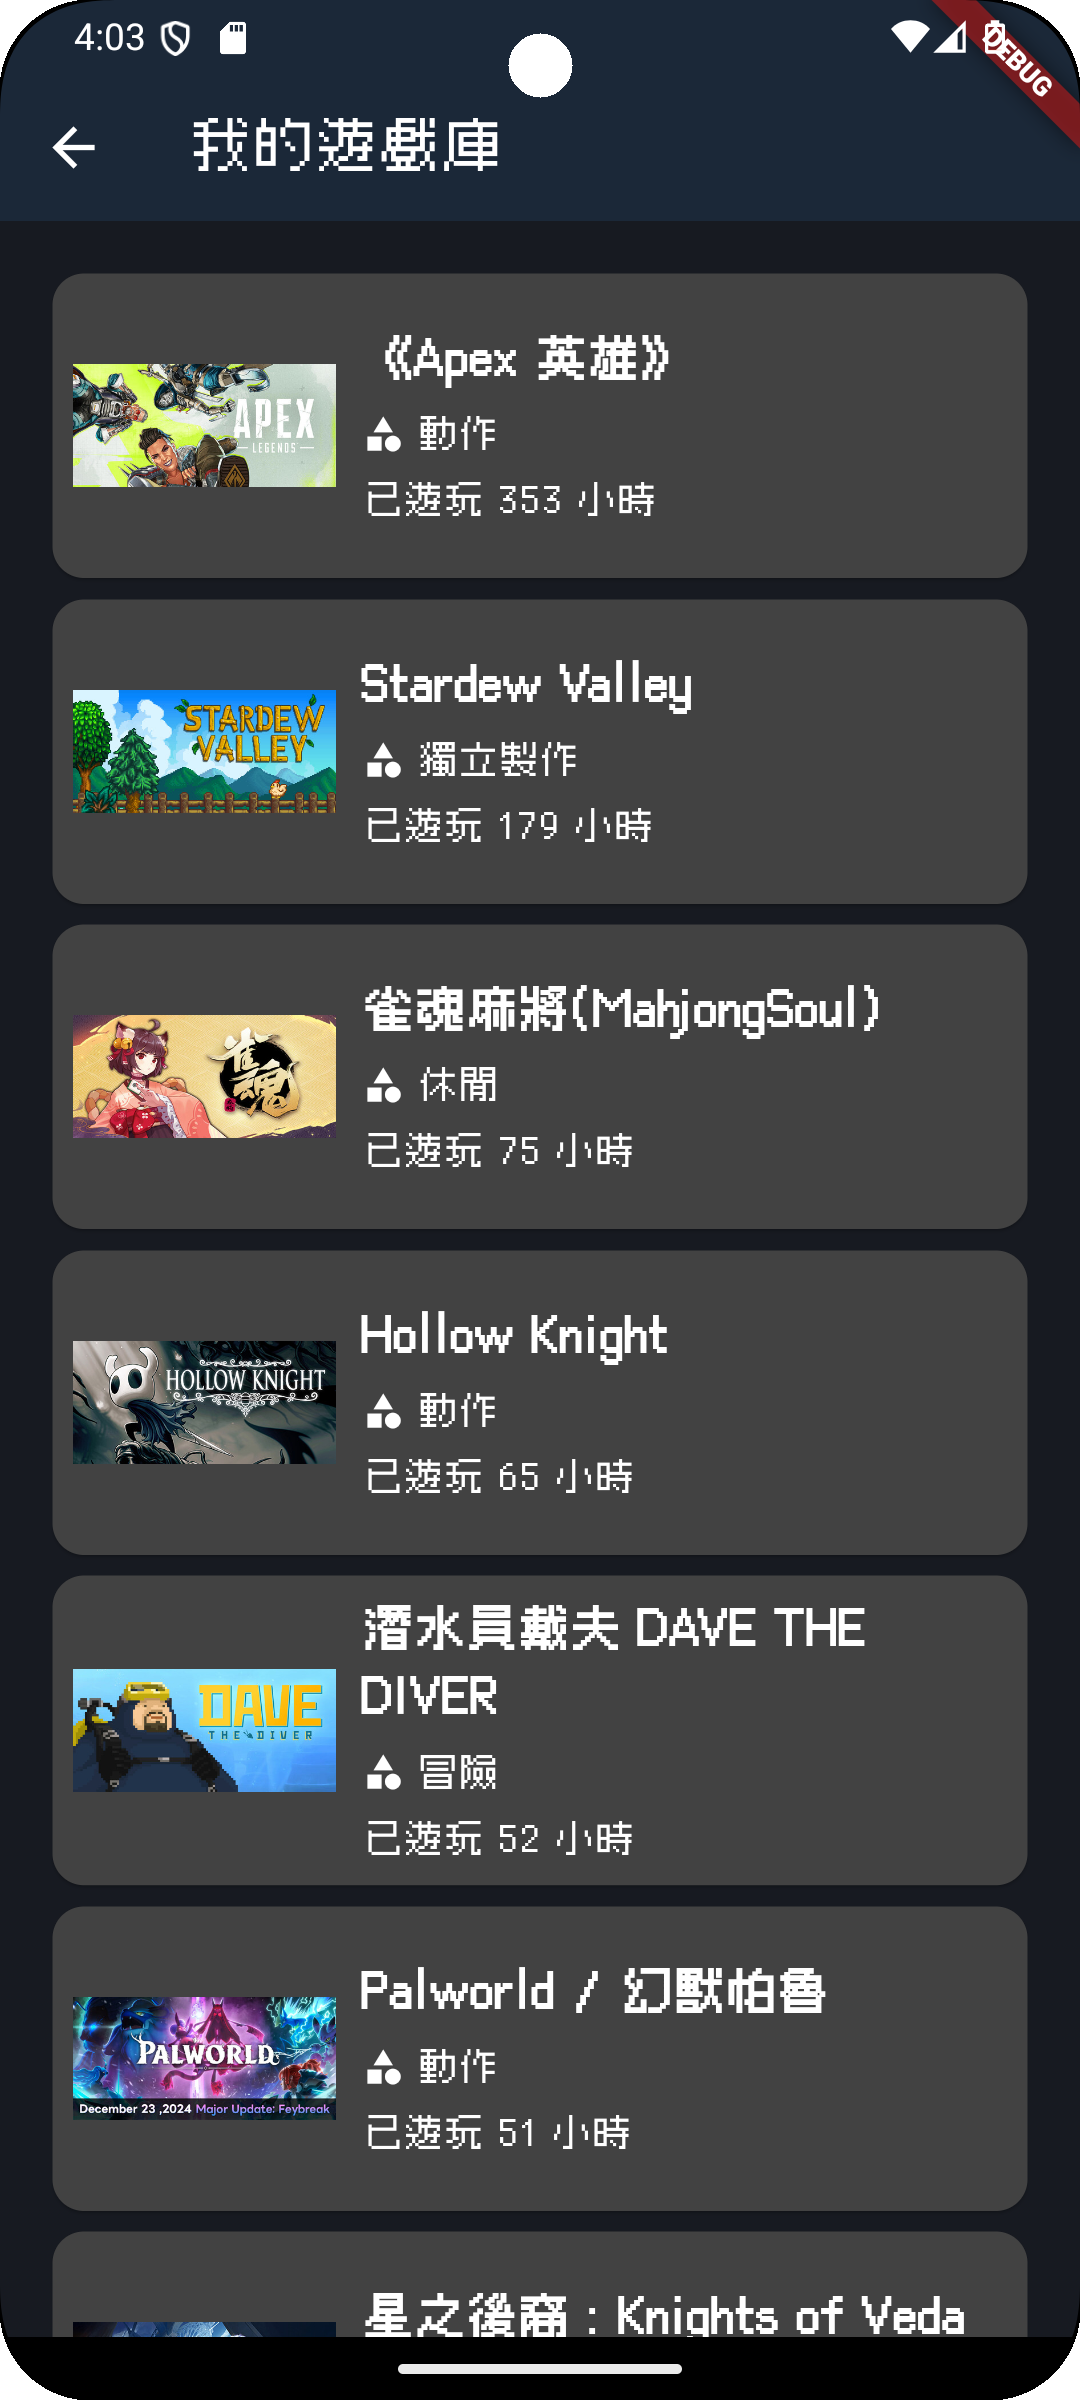 4:03
DEBUG
我的遊戲庫
《Apex 英雄》
動作
已遊玩 353 小時
APEX
LEGENDS
Stardew Valley
獨立製作
已遊玩 179 小時
STARDEW
VALLEY
雀魂麻將(MahjongSoul)
休閒
已遊玩 75 小時
雀魂
Hollow Knight
動作
已遊玩 65 小時
HOLLOW KNIGHT
潛水員戴夫 DAVE THE
DIVER
冒險
已遊玩 52 小時
DAVE
THE DIVER
Palworld / 幻獸帕魯
動作
已遊玩 51 小時
PALWORLD
December 23 ,2024 Major Update: Feybreak
星之後裔 : Knights of Veda